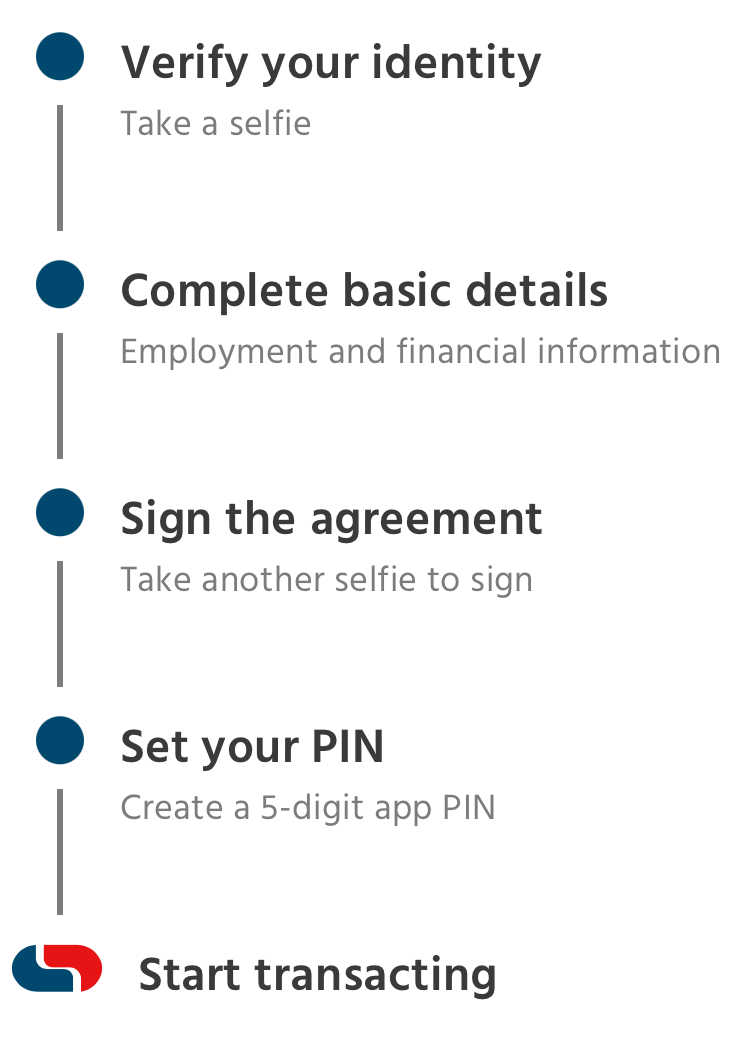 Verify your identity
Take a selfie
Complete basic details
Employment and financial information
Sign the agreement
Take another selfie to sign
Set your PIN
Create a 5-digit app PIN
Start transacting